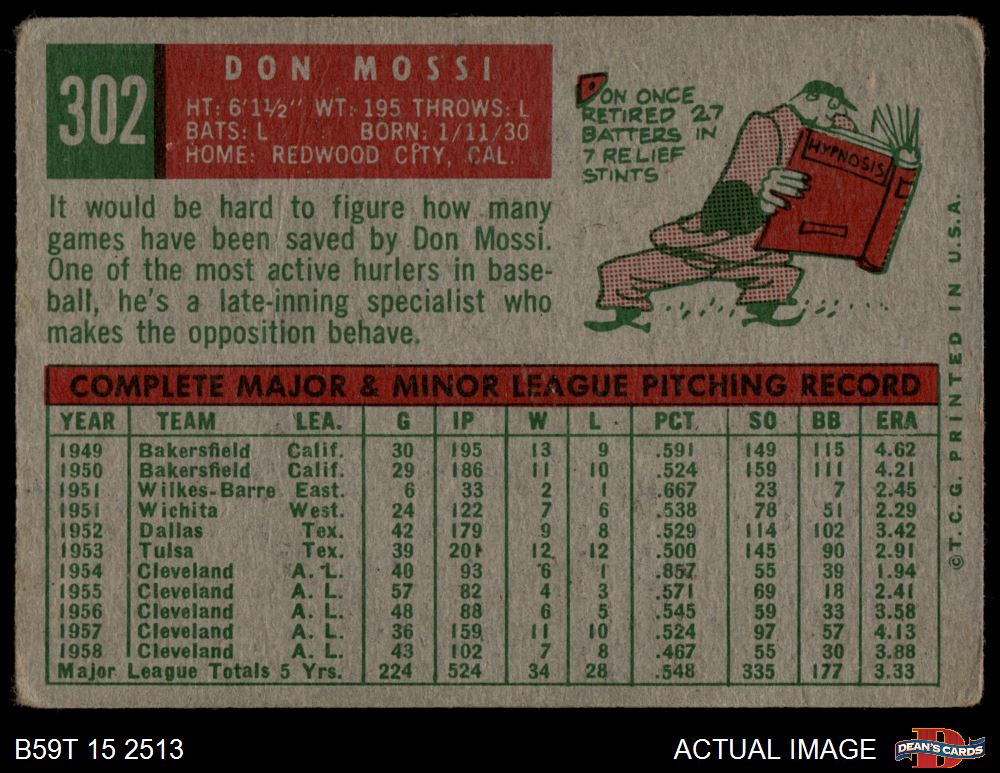 302
DON MOSSI
HT: 6'1½" WT: 195 THROWS: L
BATS: L BORN: 1/11/30
HOME: REDWOOD CITY, CAL.
DON ONCE
RETIRED 27
BATTERS IN
7 RELIEF
STINTS
HYPNOSIS
It would be hard to figure how many
games have been saved by Don Mossi.
One of the most active hurlers in base-
ball, he's a late-inning specialist who
makes the opposition behave.
COMPLETE MAJOR & MINOR LEAGUE PITCHING RECORD
YEAR TEAM LEA. G IP W L PCT. SO BB ERA
1949 Bakersfield Calif. 30 195 13 9 .591 149 115 4.62
1950 Bakersfield Calif. 29 186 11 10 .524 159 111 4.21
1951 Wilkes-Barre East. 6 33 2 1 .667 23 7 2.45
1951 Wichita West. 24 122 7 6 .538 78 51 2.29
1952 Dallas Tex. 42 179 9 8 .529 114 102 3.42
1953 Tulsa Tex. 39 201 12 12 .500 145 90 2.91
1954 Cleveland A. L. 40 93 6 1 .857 55 39 1.94
1955 Cleveland A. L. 57 82 4 3 .571 69 18 2.41
1956 Cleveland A. L. 48 88 6 5 .545 59 33 3.58
1957 Cleveland A. L. 36 159 11 10 .524 97 57 4.13
1958 Cleveland A. L. 43 102 7 8 .467 55 30 3.88
Major League Totals 5 Yrs. 224 524 34 28 .548 335 177 3.33
©T. C. G. PRINTED IN U.S.A.
B59T 15 2513
ACTUAL IMAGE
D
DEAN'S CARDS